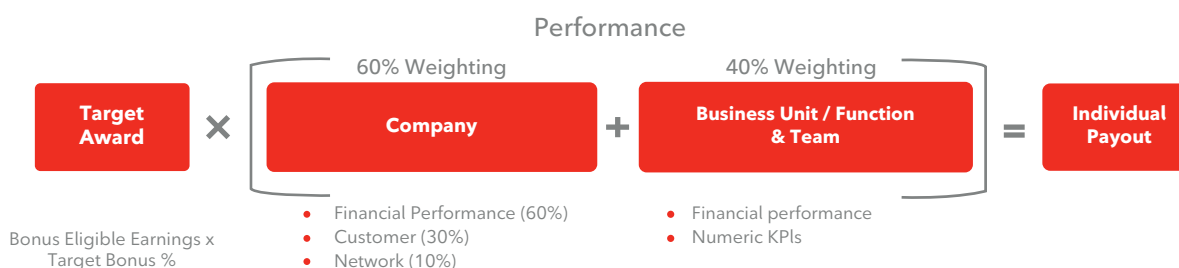 Performance
60% Weighting
40% Weighting
Target
Award
×
Company
+
Business Unit / Function
& Team
=
Individual
Payout
Bonus Eligible Earnings x
Target Bonus %
• Financial Performance (60%)
• Customer (30%)
• Network (10%)
• Financial performance
• Numeric KPIs